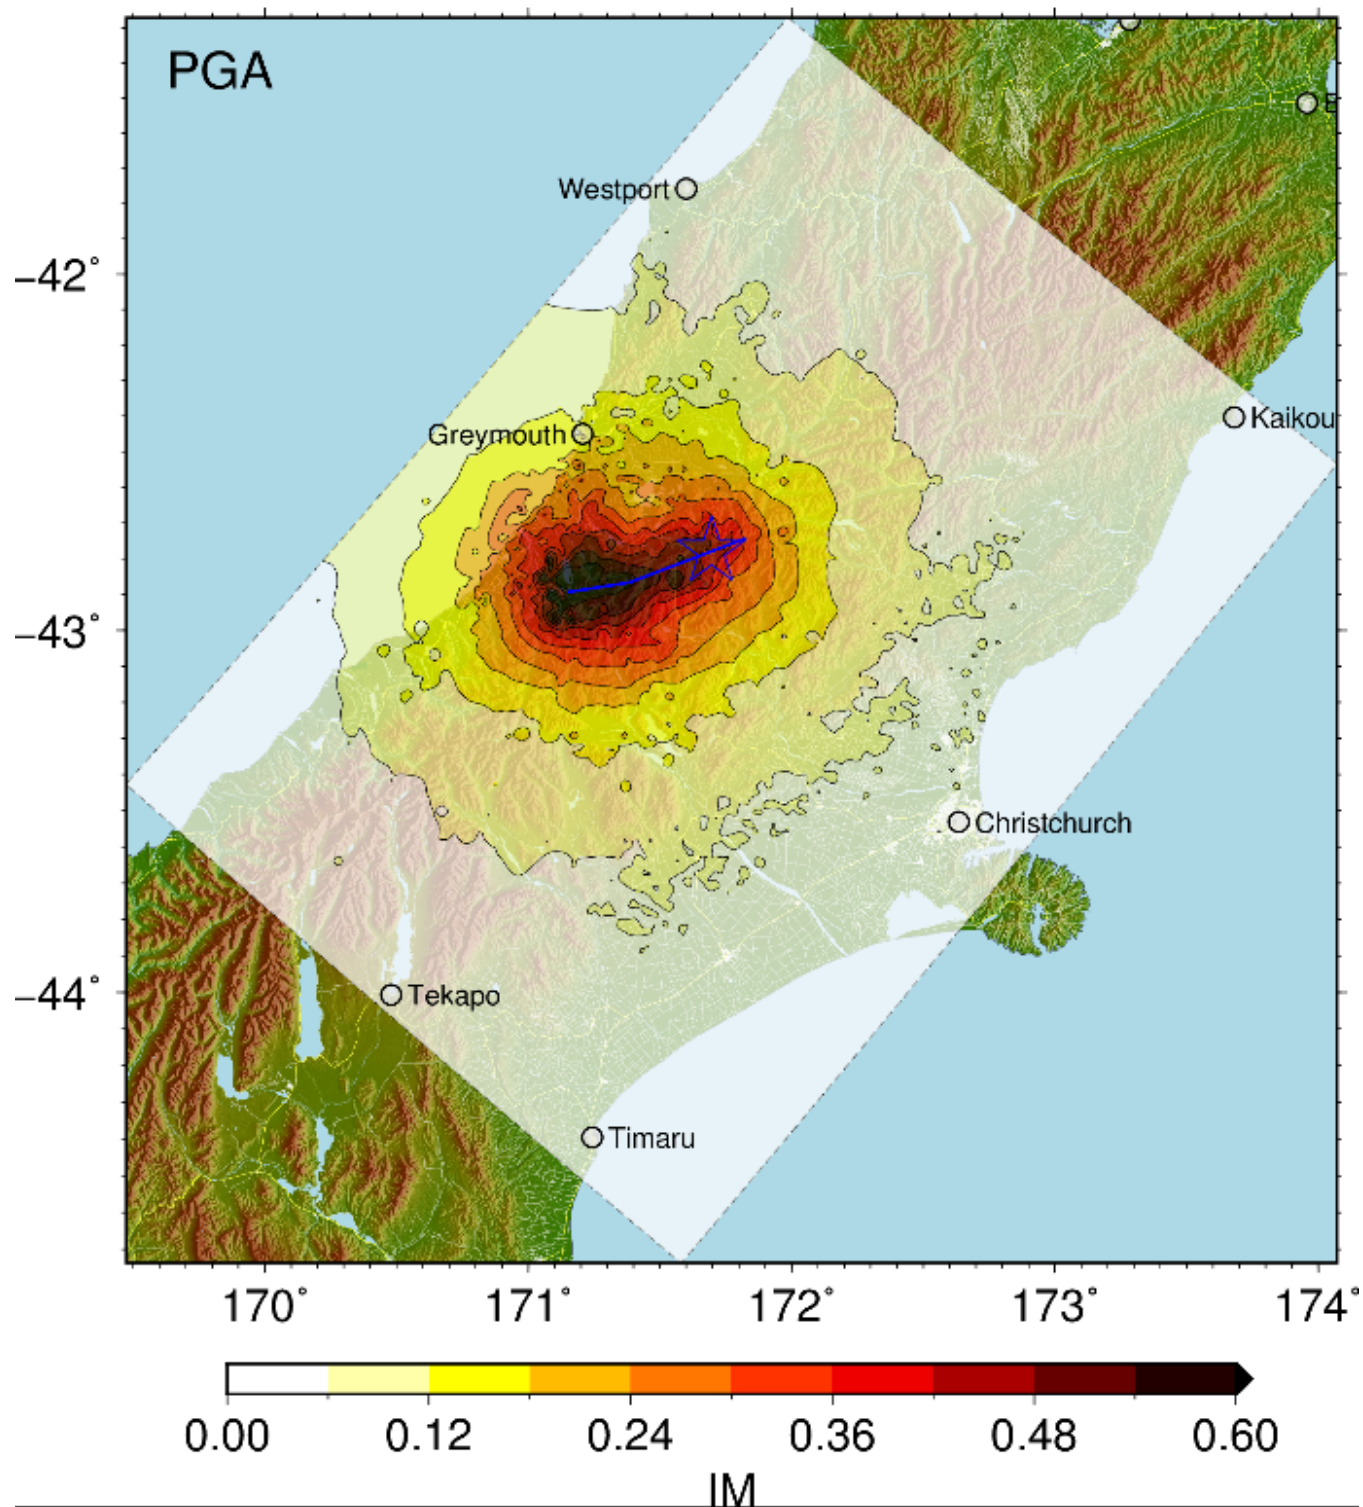 PGA
E
Westport
−42°
Kaikou
Greymouth
−43°
Christchurch
−44°
Tekapo
Timaru
170° 171° 172° 173° 174°
0.00 0.12 0.24 0.36 0.48 0.60
IM